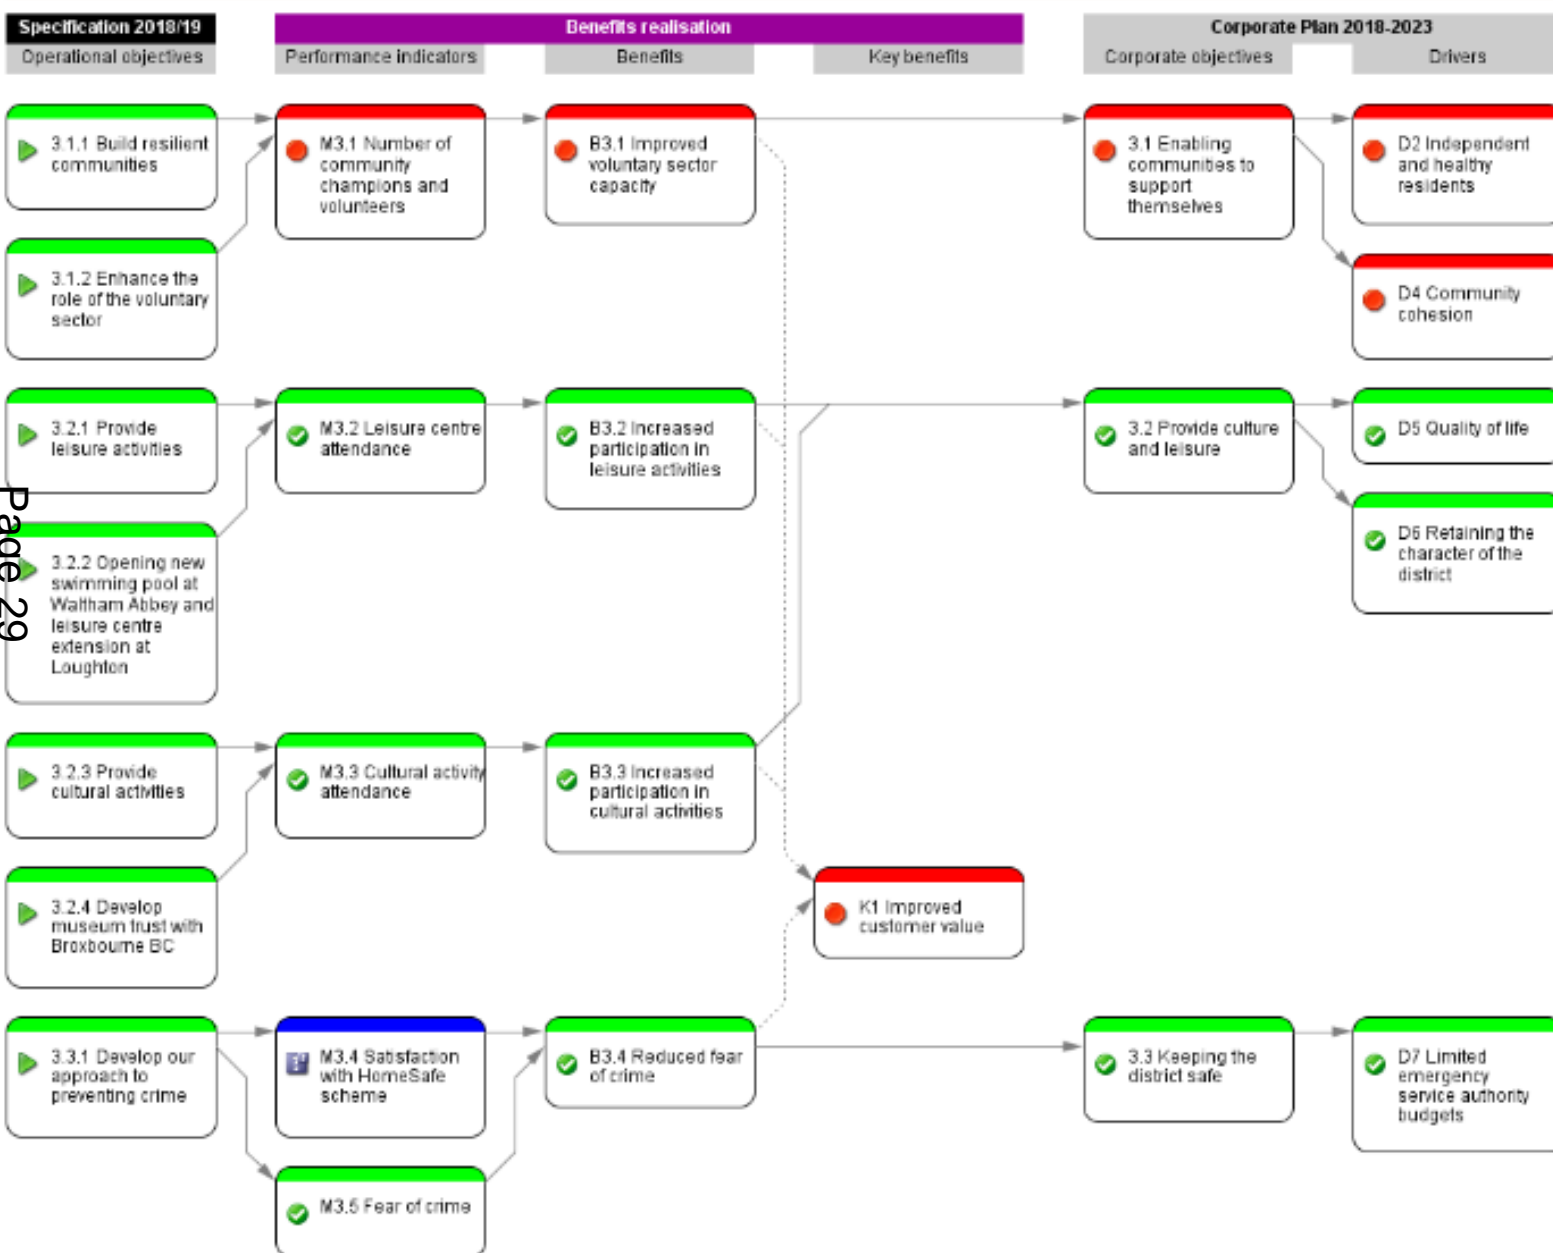 Specification 2018/19
Benefits realisation
Corporate Plan 2018-2023
Operational objectives
Performance indicators
Benefits
Key benefits
Corporate objectives
Drivers
3.1.1 Build resilient
communities
M3.1 Number of
community
champions and
volunteers
B3.1 Improved
voluntary sector
capacity
3.1 Enabling
communities to
support
themselves
D2 Independent
and healthy
residents
3.1.2 Enhance the
role of the voluntary
sector
D4 Community
cohesion
3.2.1 Provide
leisure activities
M3.2 Leisure centre
attendance
B3.2 Increased
participation in
leisure activities
3.2 Provide culture
and leisure
D5 Quality of life
Page 29
3.2.2 Opening new
swimming pool at
Waltham Abbey and
leisure centre
extension at
Loughton
D6 Retaining the
character of the
district
3.2.3 Provide
cultural activities
M3.3 Cultural activity
attendance
B3.3 Increased
participation in
cultural activities
3.2.4 Develop
museum trust with
Broxbourne BC
K1 Improved
customer value
3.3.1 Develop our
approach to
preventing crime
M3.4 Satisfaction
with HomeSafe
scheme
B3.4 Reduced fear
of crime
3.3 Keeping the
district safe
D7 Limited
emergency
service authority
budgets
M3.5 Fear of crime